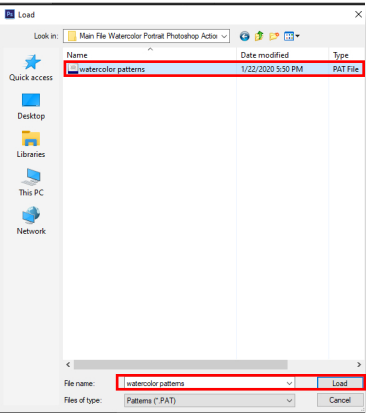 Ps Load
Look in: Main File Watercolor Portrait Photoshop Action
Name Date modified Type
watercolor patterns 1/22/2020 5:50 PM PAT File
Quick access
Desktop
Libraries
This PC
Network
File name: watercolor patterns Load
Files of type: Patterns (*.PAT) Cancel